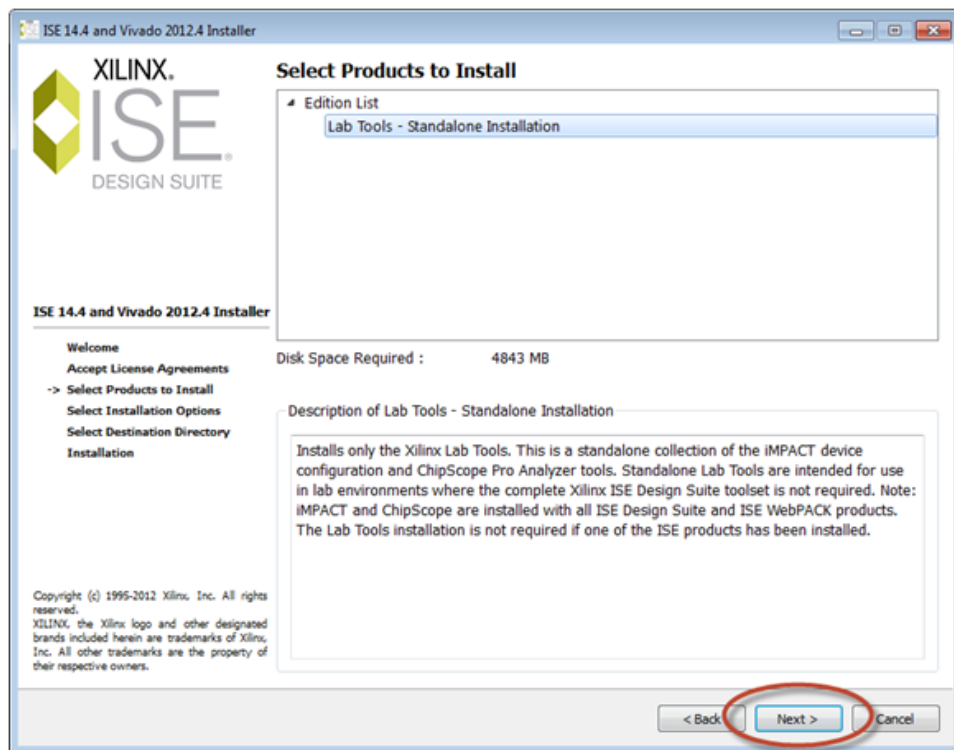 ISE 14.4 and Vivado 2012.4 Installer
XILINX®
ISE®
DESIGN SUITE
ISE 14.4 and Vivado 2012.4 Installer
Welcome
Accept License Agreements
-> Select Products to Install
Select Installation Options
Select Destination Directory
Installation
Copyright (c) 1995-2012 Xilinx, Inc. All rights
reserved.
XILINX, the Xilinx logo and other designated
brands included herein are trademarks of Xilinx,
Inc. All other trademarks are the property of
their respective owners.
Select Products to Install
Edition List
Lab Tools - Standalone Installation
Disk Space Required : 4843 MB
Description of Lab Tools - Standalone Installation
Installs only the Xilinx Lab Tools. This is a standalone collection of the iMPACT device
configuration and ChipScope Pro Analyzer tools. Standalone Lab Tools are intended for use
in lab environments where the complete Xilinx ISE Design Suite toolset is not required. Note:
iMPACT and ChipScope are installed with all ISE Design Suite and ISE WebPACK products.
The Lab Tools installation is not required if one of the ISE products has been installed.
< Back Next > Cancel